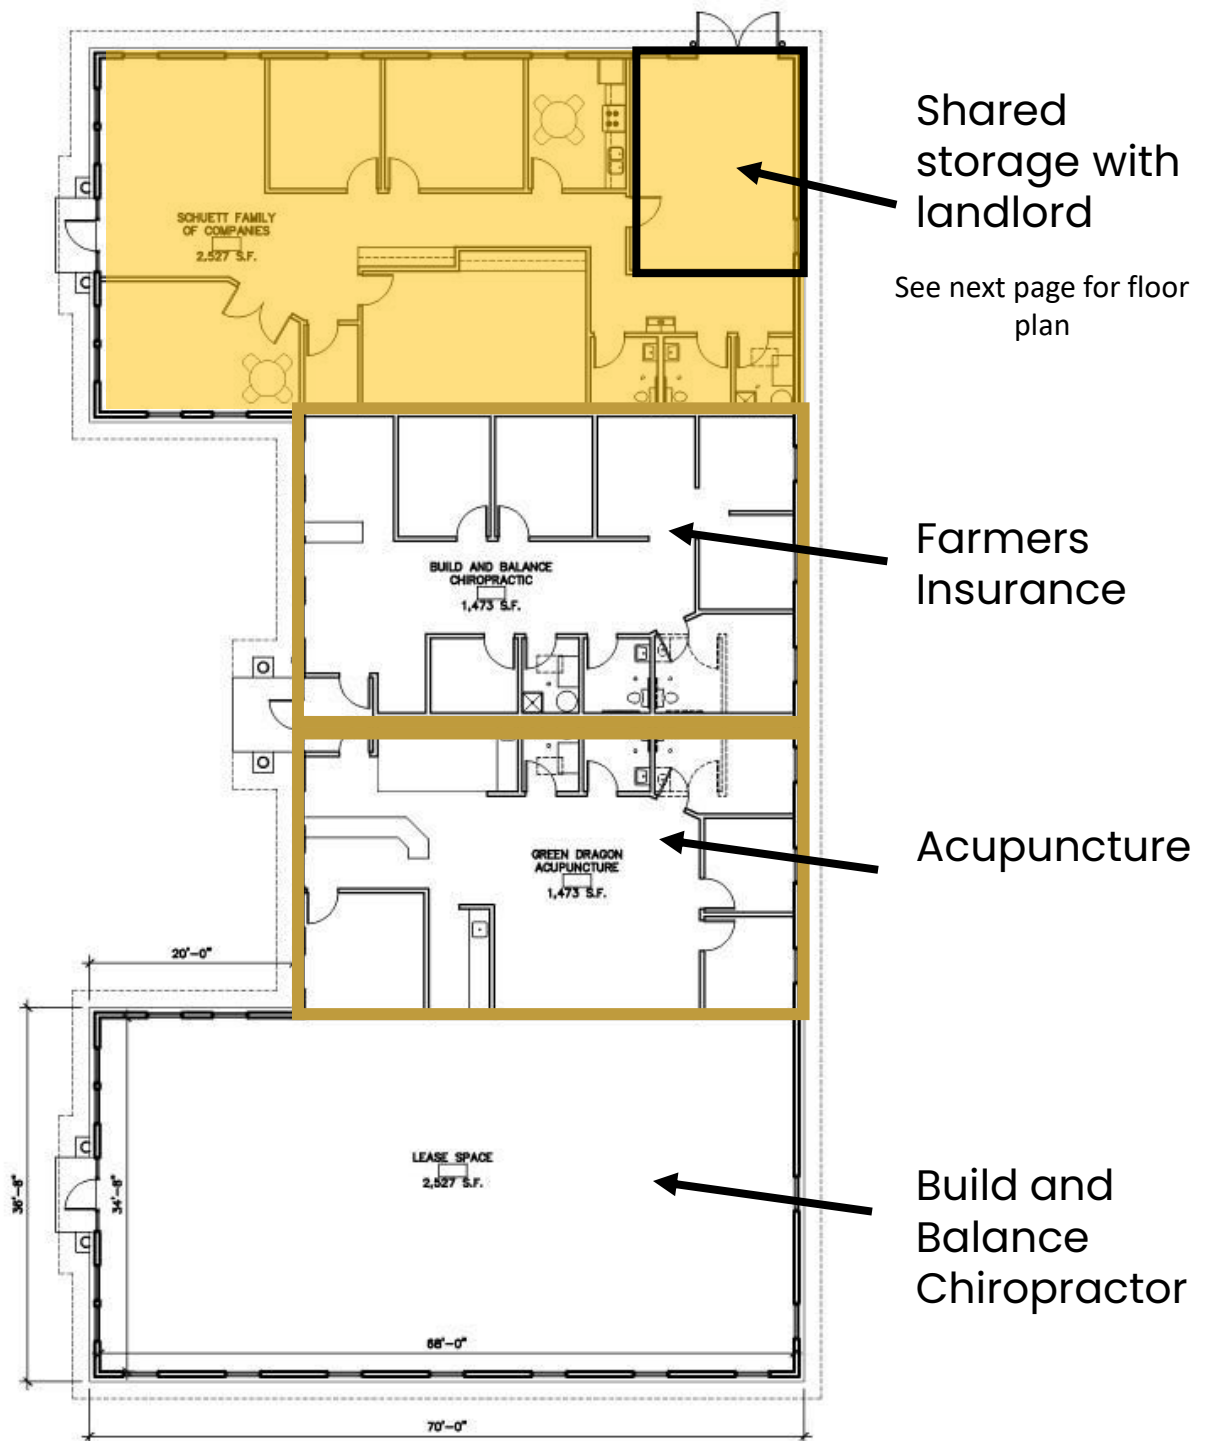 Shared
storage with
landlord
See next page for floor
plan
SCHUETT FAMILY
OF COMPANIES
2,527 S.F.
Farmers
Insurance
BUILD AND BALANCE
CHIROPRACTIC
1,473 S.F.
Acupuncture
GREEN DRAGON
ACUPUNCTURE
1,473 S.F.
20'-0"
36'-8"
34'-8"
LEASE SPACE
2,527 S.F.
Build and
Balance
Chiropractor
68'-0"
70'-0"